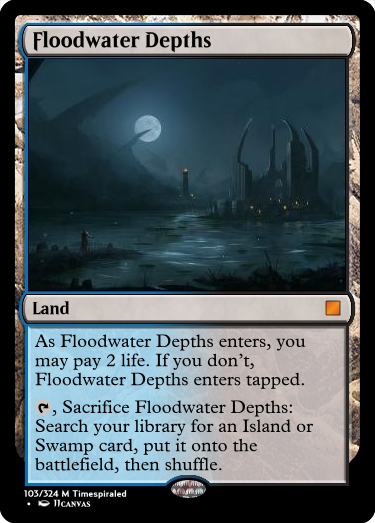 Floodwater Depths
Land
As Floodwater Depths enters, you
may pay 2 life. If you don't,
Floodwater Depths enters tapped.
, Sacrifice Floodwater Depths:
Search your library for an Island or
Swamp card, put it onto the
battlefield, then shuffle.
103/324 M Timespiraled
• 11CANVAS